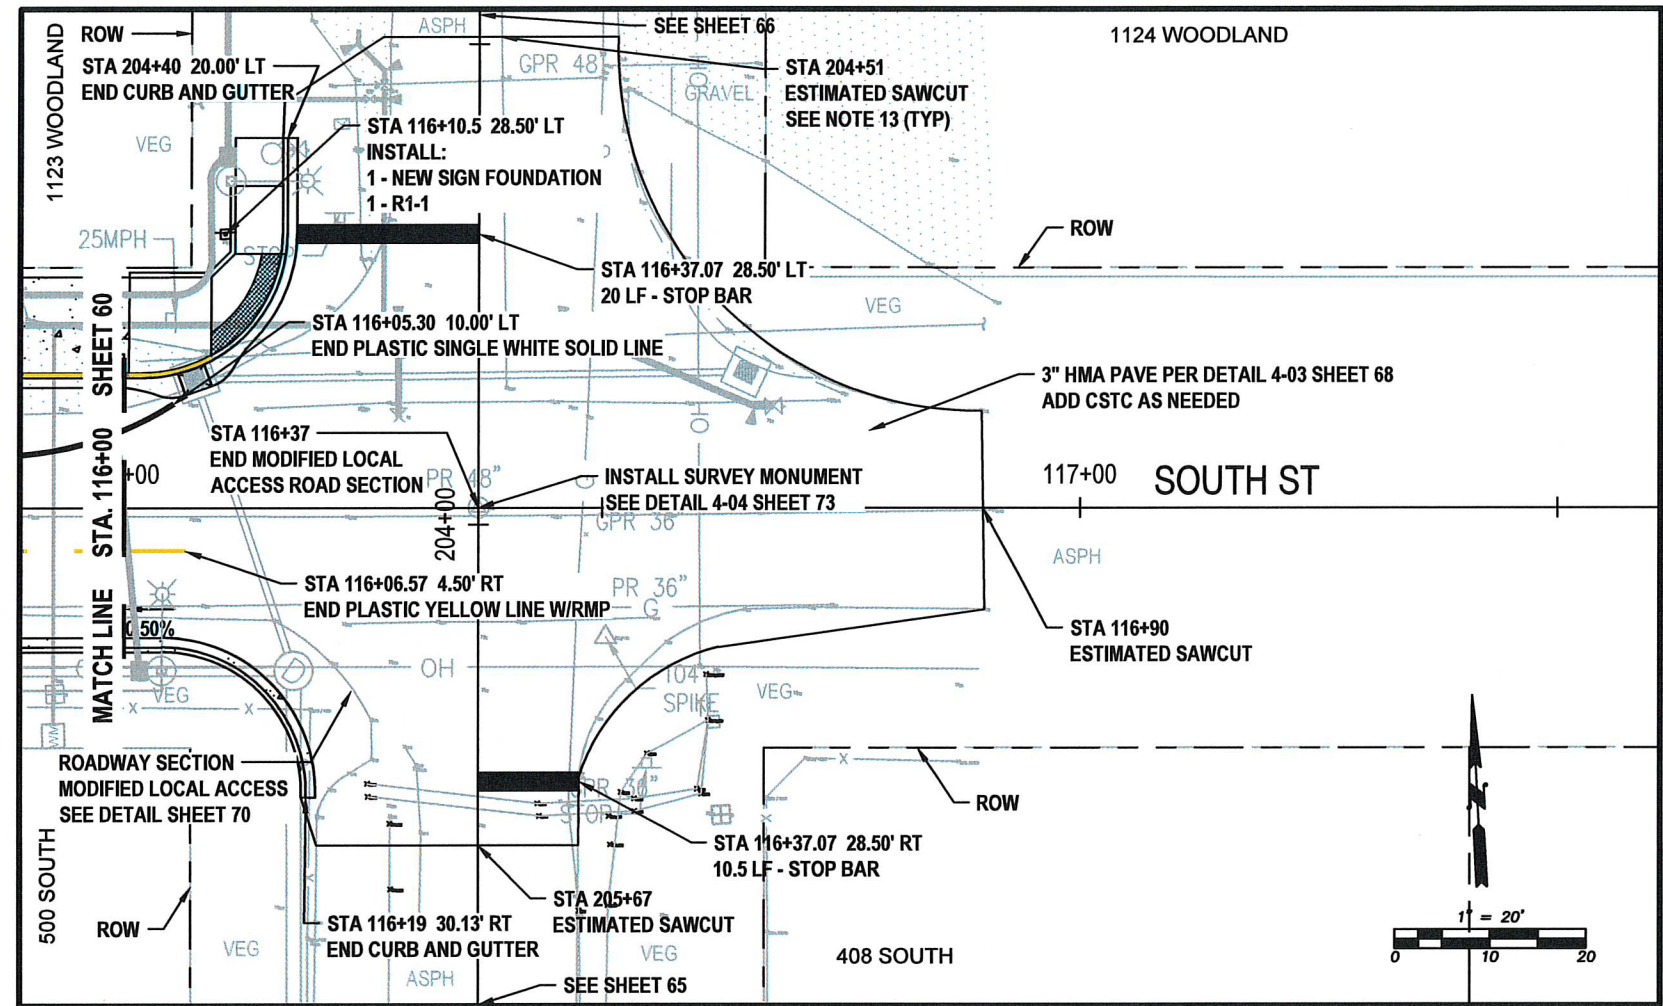 ROW
ASPH
SEE SHEET 66
1124 WOODLAND
1123 WOODLAND
STA 204+40 20.00' LT
END CURB AND GUTTER
GPR 48
HO
GRAVEL
STA 204+51
ESTIMATED SAWCUT
SEE NOTE 13 (TYP)
VEG
STA 116+10.5 28.50' LT
INSTALL:
1 - NEW SIGN FOUNDATION
1 - R1-1
25MPH
STOP
ROW
STA 116+37.07 28.50' LT
20 LF - STOP BAR
VEG
STA 116+05.30 10.00' LT
END PLASTIC SINGLE WHITE SOLID LINE
MATCH LINE STA. 116+00 SHEET 60
3" HMA PAVE PER DETAIL 4-03 SHEET 68
ADD CSTC AS NEEDED
HO
STA 116+37
END MODIFIED LOCAL
ACCESS ROAD SECTION
+00
PR 48"
G
204+00
INSTALL SURVEY MONUMENT
SEE DETAIL 4-04 SHEET 73
117+00
SOUTH ST
GPR 36"
ASPH
STA 116+06.57 4.50' RT
END PLASTIC YELLOW LINE W/RMP
PR 36"
G
0.50%
STA 116+90
ESTIMATED SAWCUT
D
OH
104
SPIKE
VEG
VEG
X
X
WM
ROADWAY SECTION
MODIFIED LOCAL ACCESS
SEE DETAIL SHEET 70
X
ROW
GPR 36"
STOP
X
STA 116+37.07 28.50' RT
10.5 LF - STOP BAR
500 SOUTH
X
ROW
STA 205+67
ESTIMATED SAWCUT
STA 116+19 30.13' RT
END CURB AND GUTTER
VEG
VEG
408 SOUTH
ASPH
SEE SHEET 65
1" = 20'
0 10 20